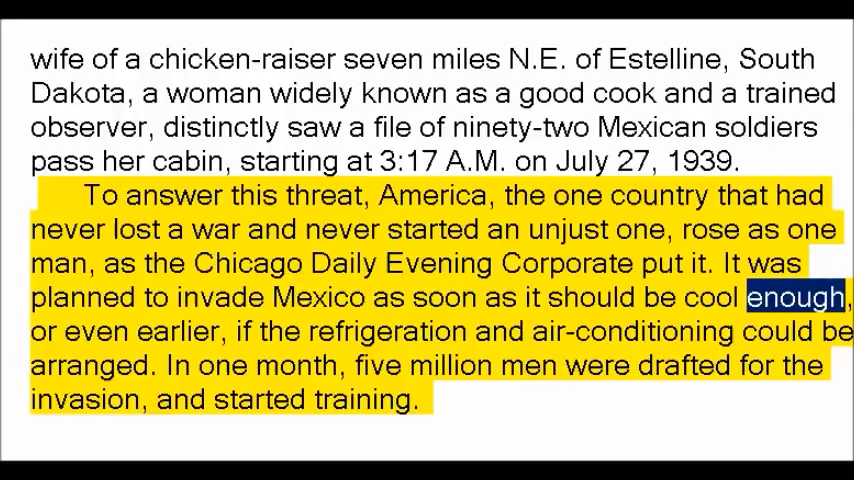 wife of a chicken-raiser seven miles N.E. of Estelline, South
Dakota, a woman widely known as a good cook and a trained
observer, distinctly saw a file of ninety-two Mexican soldiers
pass her cabin, starting at 3:17 A.M. on July 27, 1939.
To answer this threat, America, the one country that had
never lost a war and never started an unjust one, rose as one
man, as the Chicago Daily Evening Corporate put it. It was
planned to invade Mexico as soon as it should be cool enough,
or even earlier, if the refrigeration and air-conditioning could be
arranged. In one month, five million men were drafted for the
invasion, and started training.